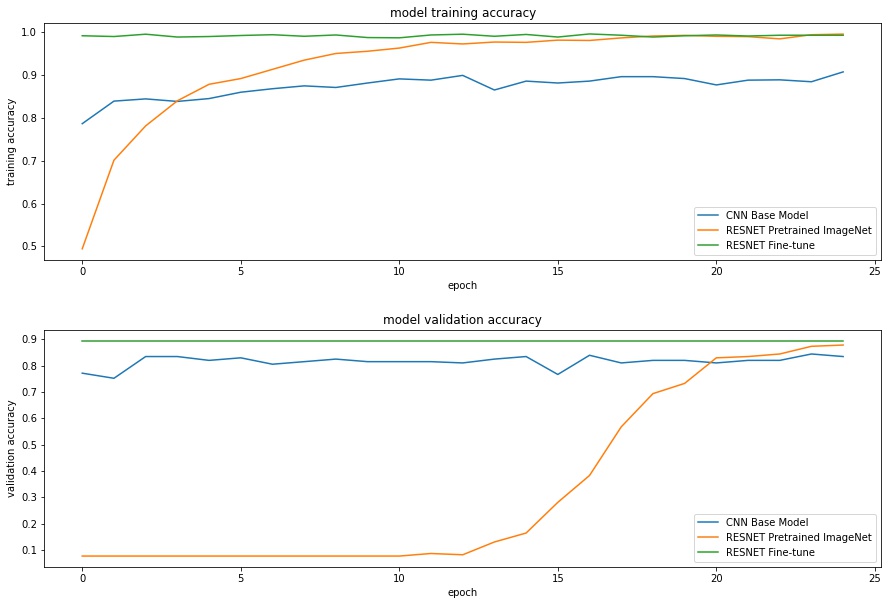 model training accuracy
1.0
0.9
0.8
0.7
0.6
0.5
training accuracy
CNN Base Model
RESNET Pretrained ImageNet
RESNET Fine-tune
0 5 10 15 20 25
epoch
model validation accuracy
0.9
0.8
0.7
0.6
0.5
0.4
0.3
0.2
0.1
validation accuracy
CNN Base Model
RESNET Pretrained ImageNet
RESNET Fine-tune
0 5 10 15 20 25
epoch